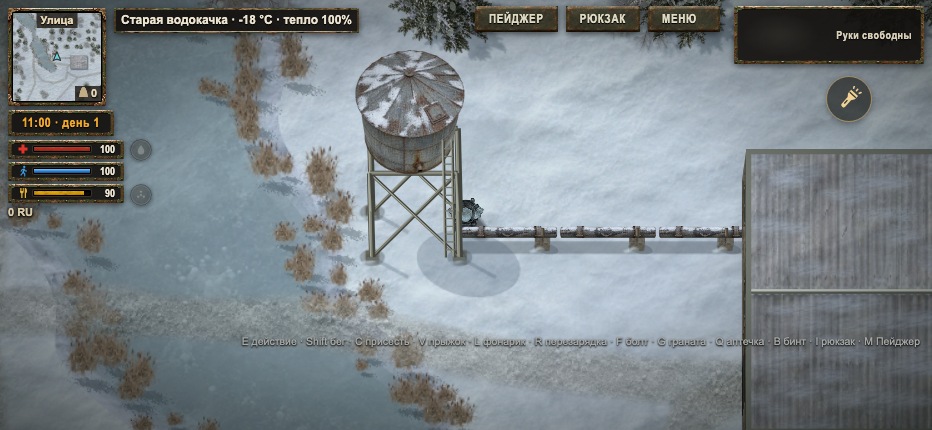 Улица
Старая водокачка · -18 °C · тепло 100%
ПЕЙДЖЕР
РЮКЗАК
МЕНЮ
Руки свободны
0
11:00 · день 1
100
100
90
0 RU
E действие · Shift бег · C присесть · V прыжок · L фонарик · R перезарядка · F болт · G граната · Q аптечка · B бинт · I рюкзак · M Пейджер